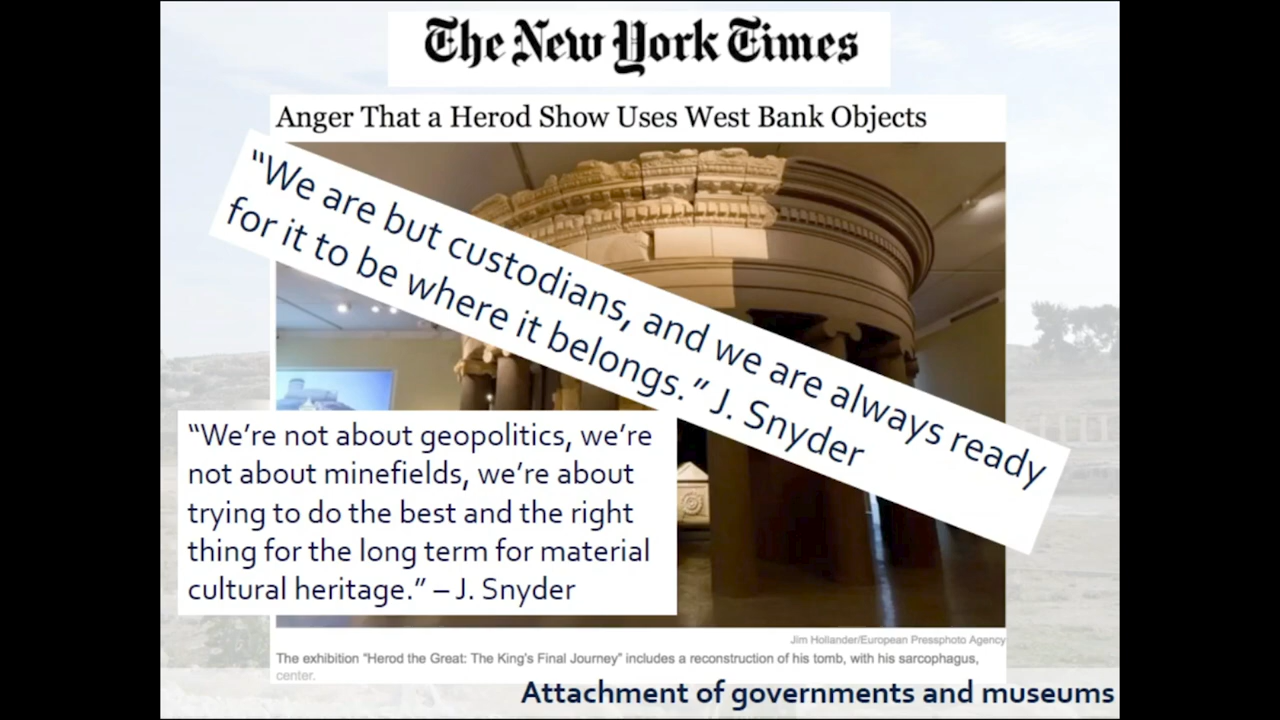 The New York Times
Anger That a Herod Show Uses West Bank Objects
“We are but custodians, and we are always ready
for it to be where it belongs.” J. Snyder
“We’re not about geopolitics, we’re
not about minefields, we’re about
trying to do the best and the right
thing for the long term for material
cultural heritage.” – J. Snyder
Jim Hollander/European Pressphoto Agency
The exhibition “Herod the Great: The King’s Final Journey” includes a reconstruction of his tomb, with his sarcophagus,
center.
Attachment of governments and museums